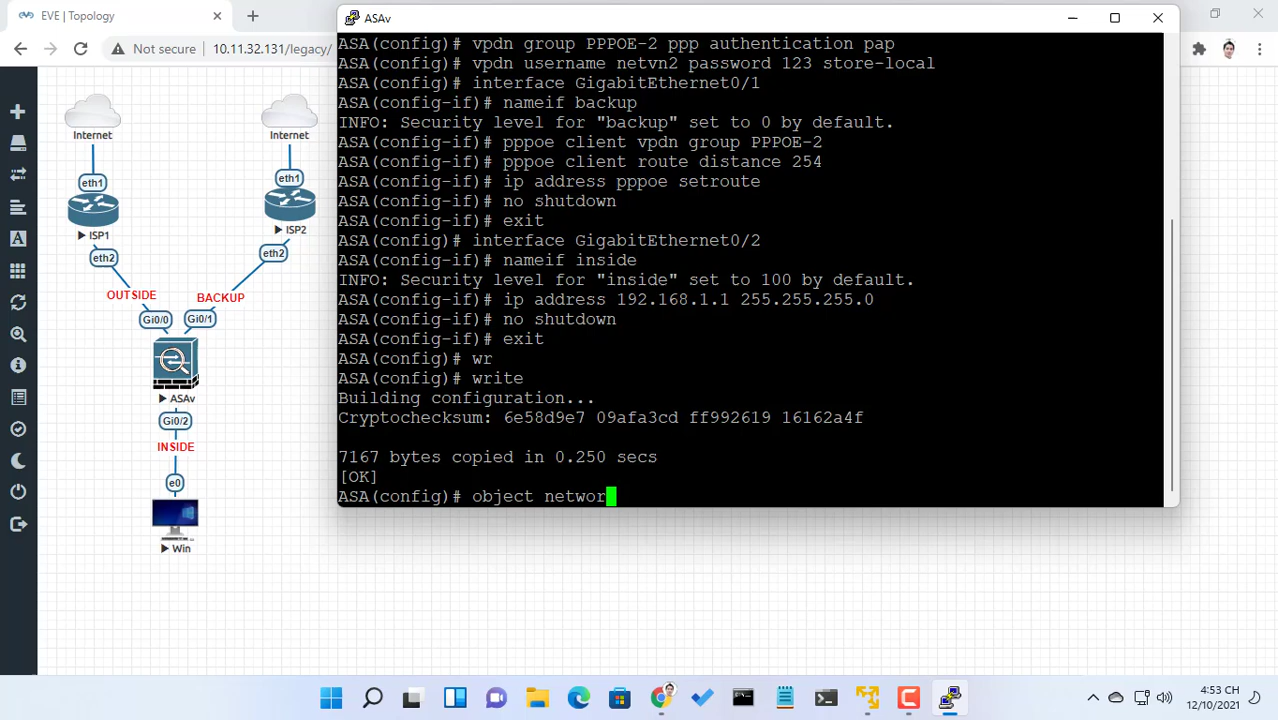 EVE | Topology
Not secure
10.11.32.131/legacy/
ASAv
ASA(config)# vpdn group PPPOE-2 ppp authentication pap
ASA(config)# vpdn username netvn2 password 123 store-local
ASA(config)# interface GigabitEthernet0/1
ASA(config-if)# nameif backup
INFO: Security level for "backup" set to 0 by default.
ASA(config-if)# pppoe client vpdn group PPPOE-2
ASA(config-if)# pppoe client route distance 254
ASA(config-if)# ip address pppoe setroute
ASA(config-if)# no shutdown
ASA(config-if)# exit
ASA(config)# interface GigabitEthernet0/2
ASA(config-if)# nameif inside
INFO: Security level for "inside" set to 100 by default.
ASA(config-if)# ip address 192.168.1.1 255.255.255.0
ASA(config-if)# no shutdown
ASA(config-if)# exit
ASA(config)# wr
ASA(config)# write
Building configuration...
Cryptochecksum: 6e58d9e7 09afa3cd ff992619 16162a4f
7167 bytes copied in 0.250 secs
[OK]
ASA(config)# object networ
Internet
Internet
eth1
eth1
ISP1
ISP2
eth2
eth2
OUTSIDE
BACKUP
Gi0/0
Gi0/1
ASAv
Gi0/2
INSIDE
e0
Win
4:53 CH
12/10/2021